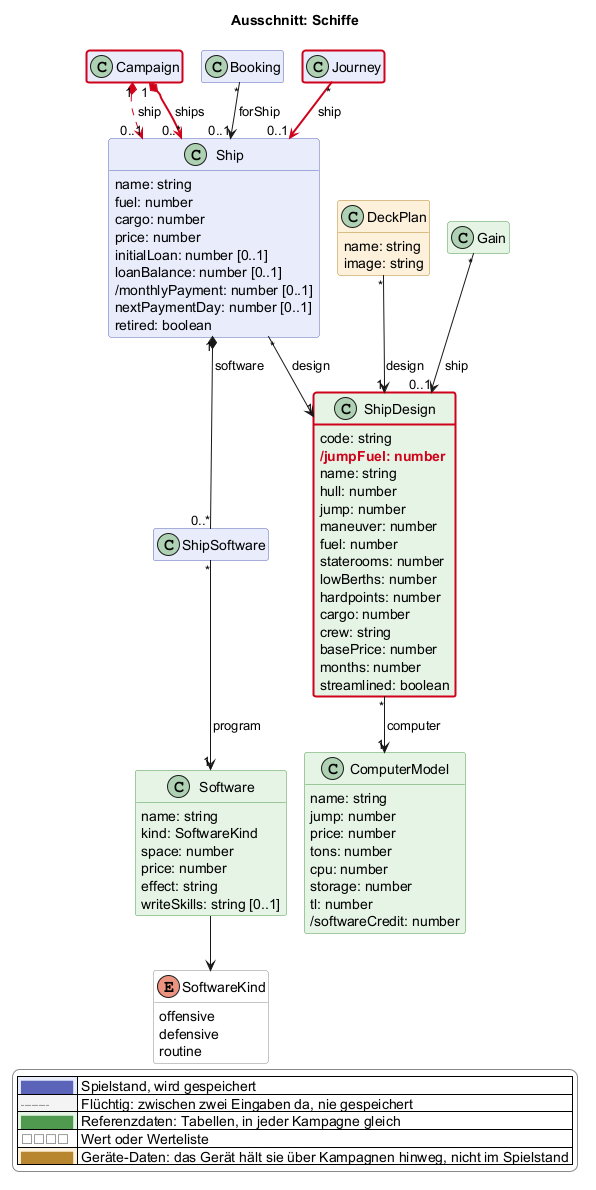 Ausschnitt: Schiffe
C Campaign
C Booking
C Journey
1
1
*
*
ship
ships
forShip
ship
0..1
0..1
0..1
C Ship
name: string
fuel: number
cargo: number
price: number
initialLoan: number [0..1]
loanBalance: number [0..1]
/monthlyPayment: number [0..1]
nextPaymentDay: number [0..1]
retired: boolean
C DeckPlan
name: string
image: string
C Gain
*
*
1
*
software
design
design
ship
1
0..1
C ShipDesign
code: string
/jumpFuel: number
name: string
hull: number
jump: number
maneuver: number
fuel: number
staterooms: number
lowBerths: number
hardpoints: number
cargo: number
crew: string
basePrice: number
months: number
streamlined: boolean
0..*
C ShipSoftware
*
*
program
computer
1
1
C Software
name: string
kind: SoftwareKind
space: number
price: number
effect: string
writeSkills: string [0..1]
C ComputerModel
name: string
jump: number
price: number
tons: number
cpu: number
storage: number
tl: number
/softwareCredit: number
E SoftwareKind
offensive
defensive
routine
Spielstand, wird gespeichert
Flüchtig: zwischen zwei Eingaben da, nie gespeichert
Referenzdaten: Tabellen, in jeder Kampagne gleich
Wert oder Werteliste
Geräte-Daten: das Gerät hält sie über Kampagnen hinweg, nicht im Spielstand